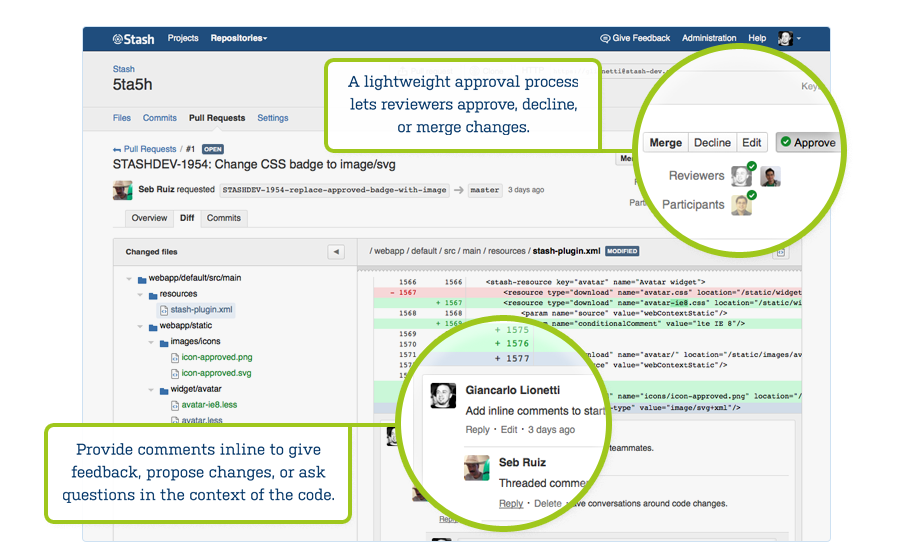 Stash Projects Repositories Give Feedback Administration Help
Stash
5ta5h
netti@stash-dev.
Files Commits Pull Requests Settings
A lightweight approval process
lets reviewers approve, decline,
or merge changes.
Merge Decline Edit Approve
Reviewers
Participants
Pull Requests / #1 OPEN
STASHDEV-1954: Change CSS badge to image/svg
Seb Ruiz requested STASHDEV-1954-replace-approved-badge-with-image → master 3 days ago
Overview Diff Commits
Changed files
webapp/default/src/main
resources
stash-plugin.xml
webapp/static
images/icons
icon-approved.png
icon-approved.svg
widget/avatar
avatar-ie8.less
avatar.less
/ webapp / default / src / main / resources / stash-plugin.xml MODIFIED
1566 1566 <stash-resource key="avatar" name="Avatar widget">
- 1567 <resource type="download" name="avatar.css" location="/static/widget
+ 1567 <resource type="download" name="avatar-ie8.css" location="/static/wi
1568 1568 <param name="source" value="webContextStatic"/>
+ 1569 name="conditionalComment" value="lte IE 8"/>
1569
1570
1571 download" name="avatar/" location="/static/images/av
value="webContextStatic"/>
name="icons/icon-approved.png" location="/
-type" value="image/svg+xml"/>
+ 1575
+ 1576
+ 1577
Giancarlo Lionetti
Add inline comments to start
teammates.
Reply · Edit · 3 days ago
Seb Ruiz
Threaded comme
conversations around code changes.
Reply · Delete
Reply
Provide comments inline to give
feedback, propose changes, or ask
questions in the context of the code.